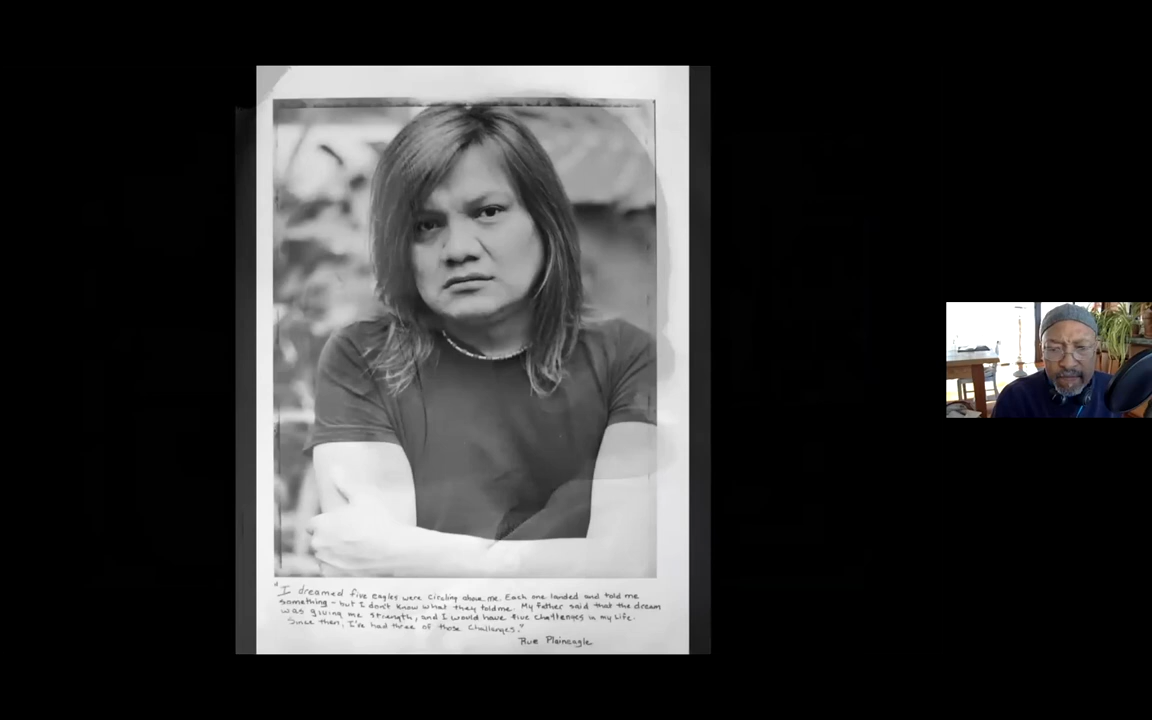 "I dreamed five eagles were circling above me. Each one landed and told me
something - but I don't know what they told me. My father said that the dream
was giving me strength, and I would have five challenges in my life.
Since then, I've had three of those challenges."
Rue Plaineagle